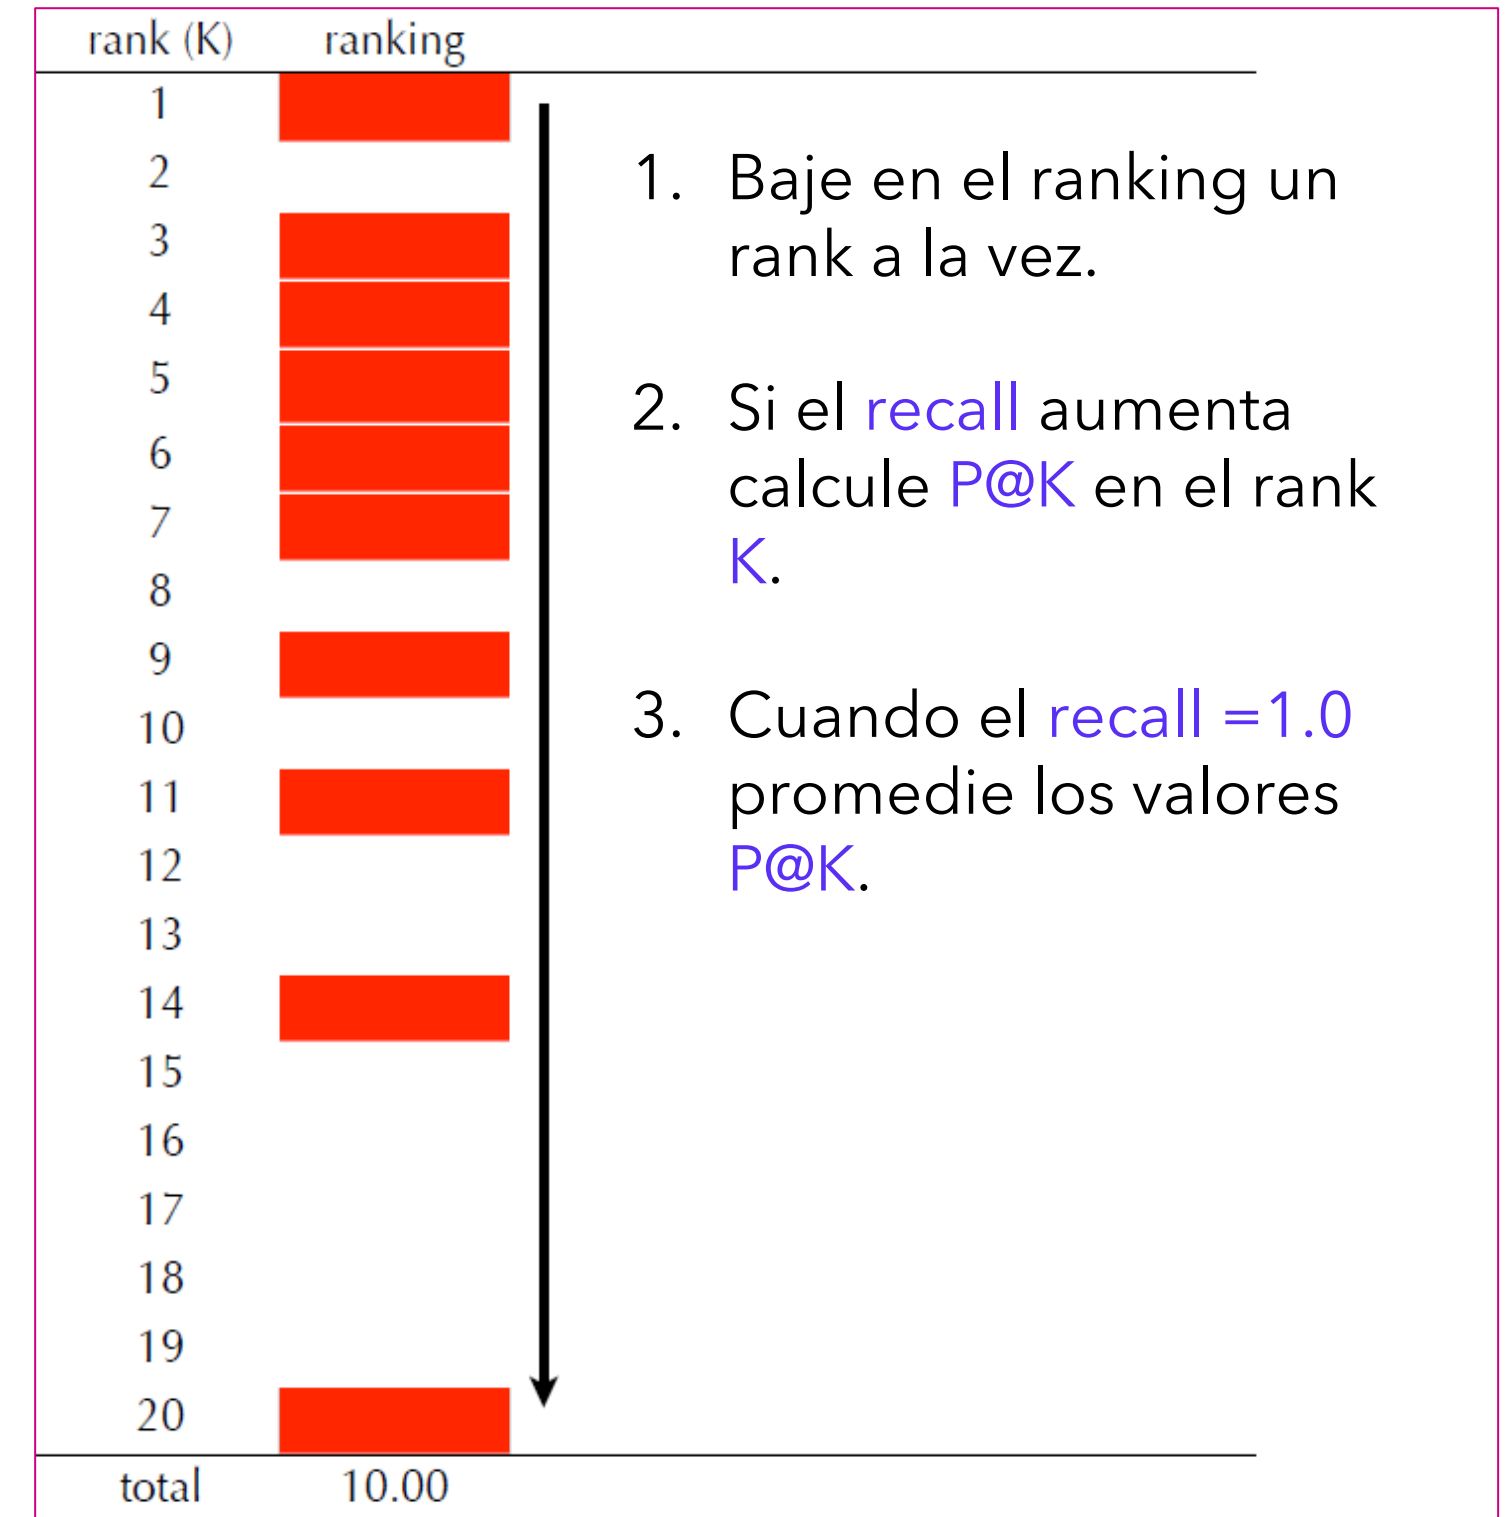 rank (K) ranking
1
2
3
4
5
6
7
8
9
10
11
12
13
14
15
16
17
18
19
20
total 10.00
1. Baje en el ranking un
rank a la vez.
2. Si el recall aumenta
calcule P@K en el rank
K.
3. Cuando el recall =1.0
promedie los valores
P@K.